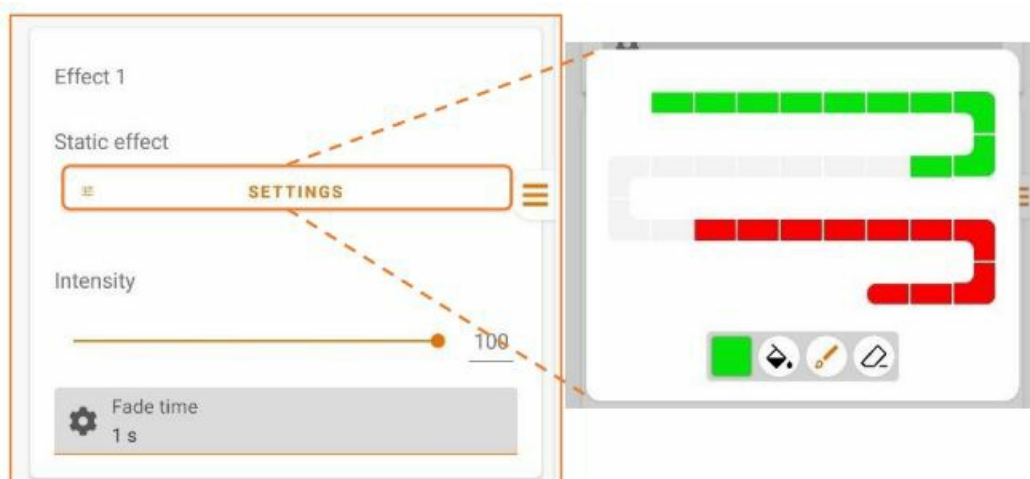 Effect 1
Static effect
SETTINGS
Intensity
100
Fade time
1 s